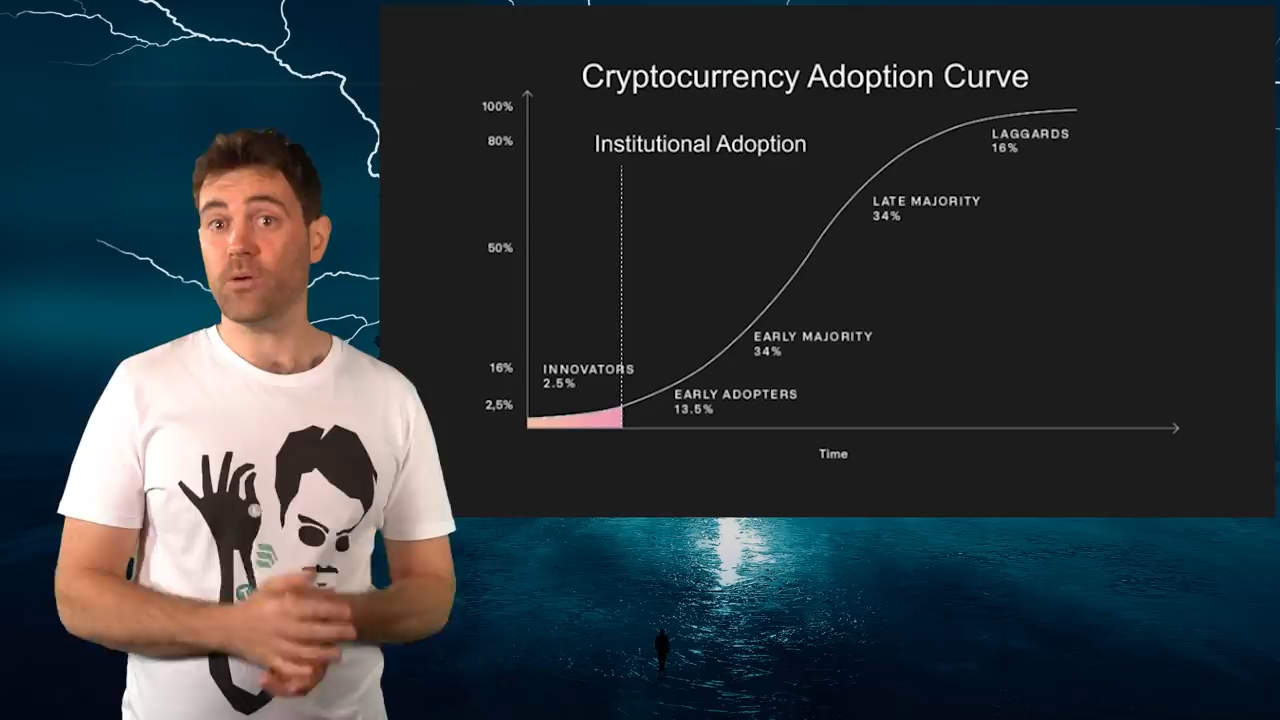 Cryptocurrency Adoption Curve
100%
80%
Institutional Adoption
LAGGARDS
16%
LATE MAJORITY
34%
50%
EARLY MAJORITY
34%
16%
INNOVATORS
2.5%
EARLY ADOPTERS
13.5%
2,5%
Time